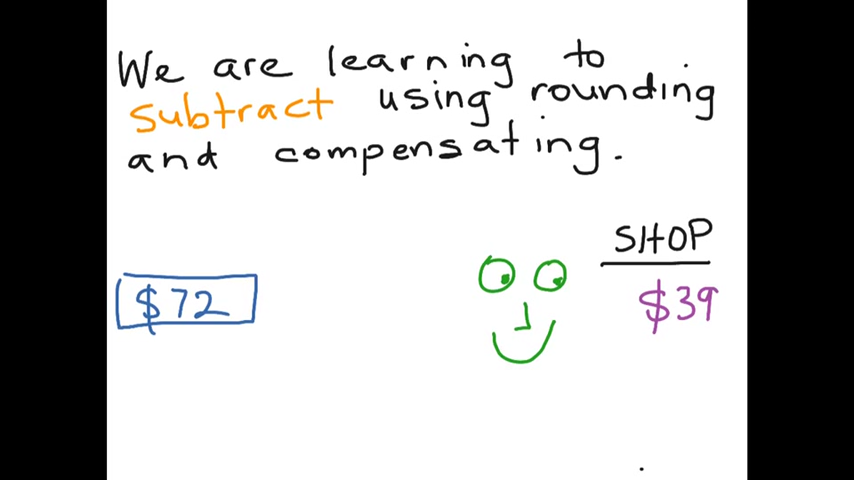 We are learning to
subtract using rounding
and compensating.
SHOP
$72
$39